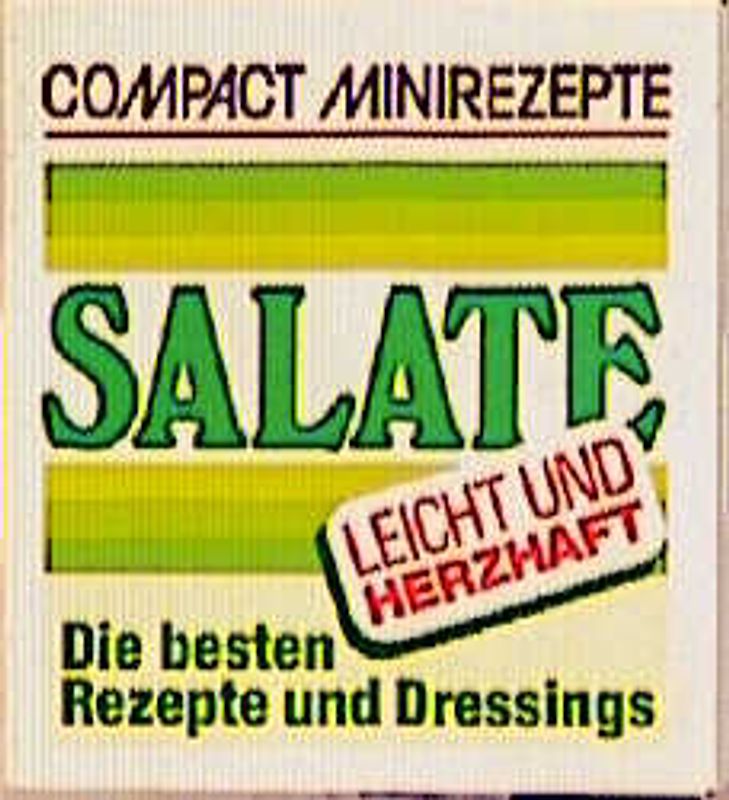 COMPACT MINIREZEPTE
SALATE
LEICHT UND
HERZHAFT
Die besten
Rezepte und Dressings